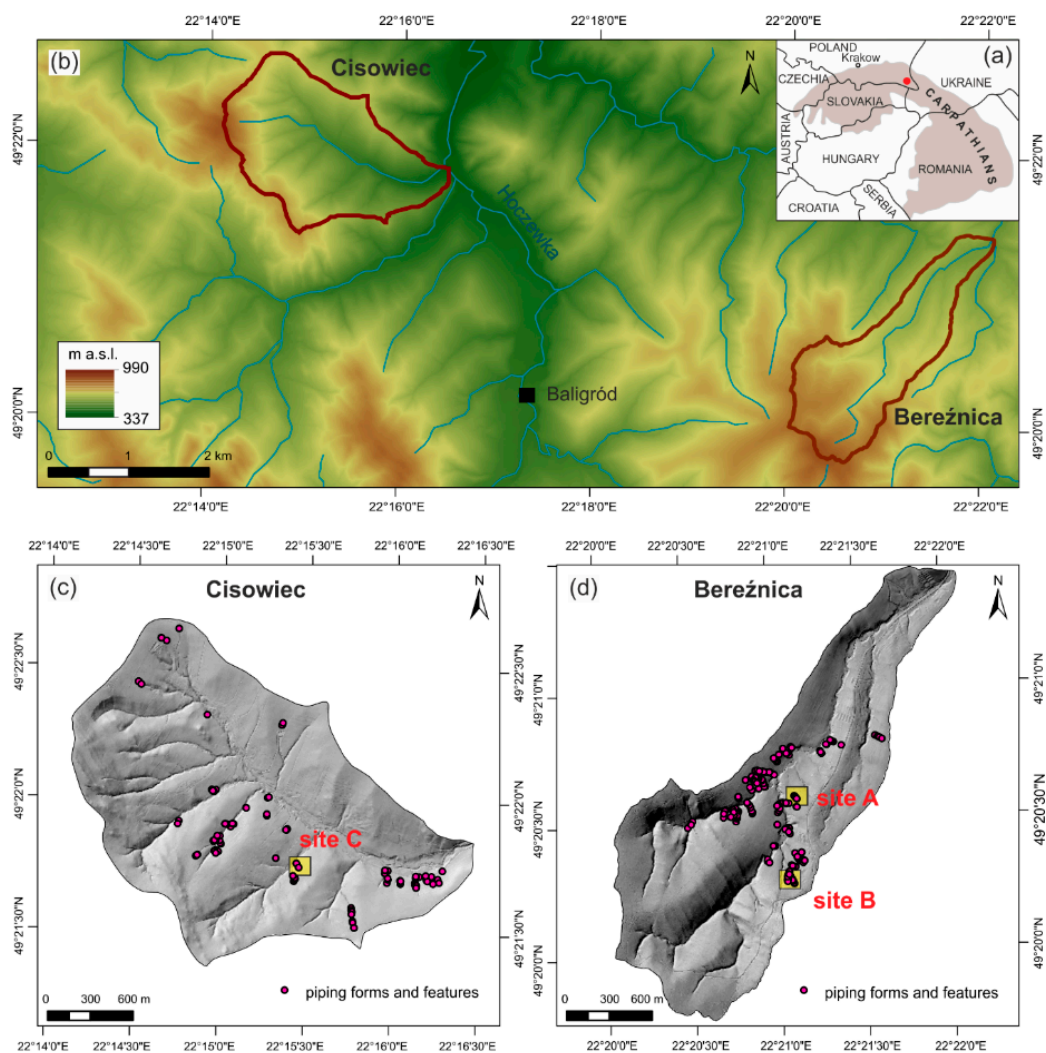 22°14'0"E 22°16'0"E 22°20'0"E 22°22'0"E
(b)
Cisowiec
N
(a)
POLAND
Krakow
CZECHIA
UKRAINE
SLOVAKIA
CARPATHIANS
AUSTRIA
HUNGARY
ROMANIA
SERBIA
CROATIA
49°22'0"N
49°22'0"N
Hoczewka
m a.s.l.
990
337
Baligród
Bereźnica
49°20'0"N
49°20'0"N
0 1 2 km
22°14'0"E 22°16'0"E 22°18'0"E 22°20'0"E 22°22'0"E
22°14'0"E 22°14'30"E 22°15'0"E 22°15'30"E 22°16'0"E 22°16'30"E
(c)
Cisowiec
N
49°22'30"N
49°22'30"N
49°22'0"N
49°22'0"N
site C
49°21'30"N
49°21'30"N
0 300 600 m
piping forms and features
22°14'0"E 22°14'30"E 22°15'0"E 22°15'30"E 22°16'0"E 22°16'30"E
22°20'0"E 22°20'30"E 22°21'0"E 22°21'30"E 22°22'0"E
(d)
Bereźnica
N
49°21'0"N
49°21'0"N
site A
49°20'30"N
49°20'30"N
site B
49°20'0"N
49°20'0"N
0 300 600 m
piping forms and features
22°20'0"E 22°20'30"E 22°21'0"E 22°21'30"E 22°22'0"E